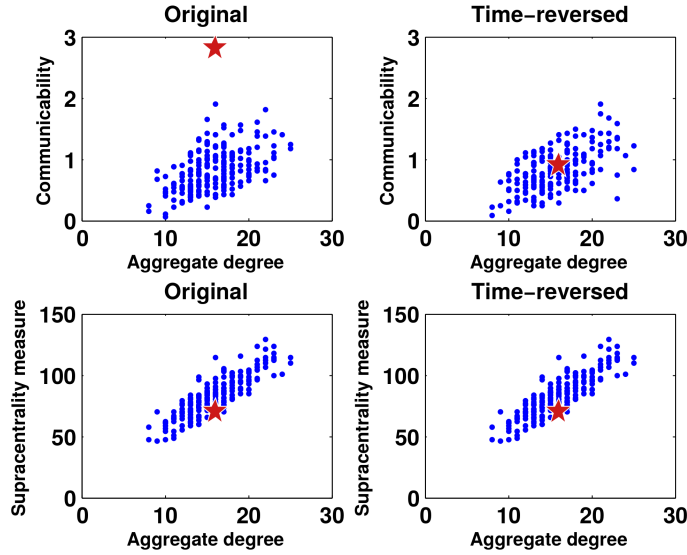 Original
Time−reversed
3
2
1
0
Communicability
0
10
20
30
Aggregate degree
3
2
1
0
Communicability
0
10
20
30
Aggregate degree
Original
Time−reversed
150
100
50
0
Supracentrality measure
0
10
20
30
Aggregate degree
150
100
50
0
Supracentrality measure
0
10
20
30
Aggregate degree